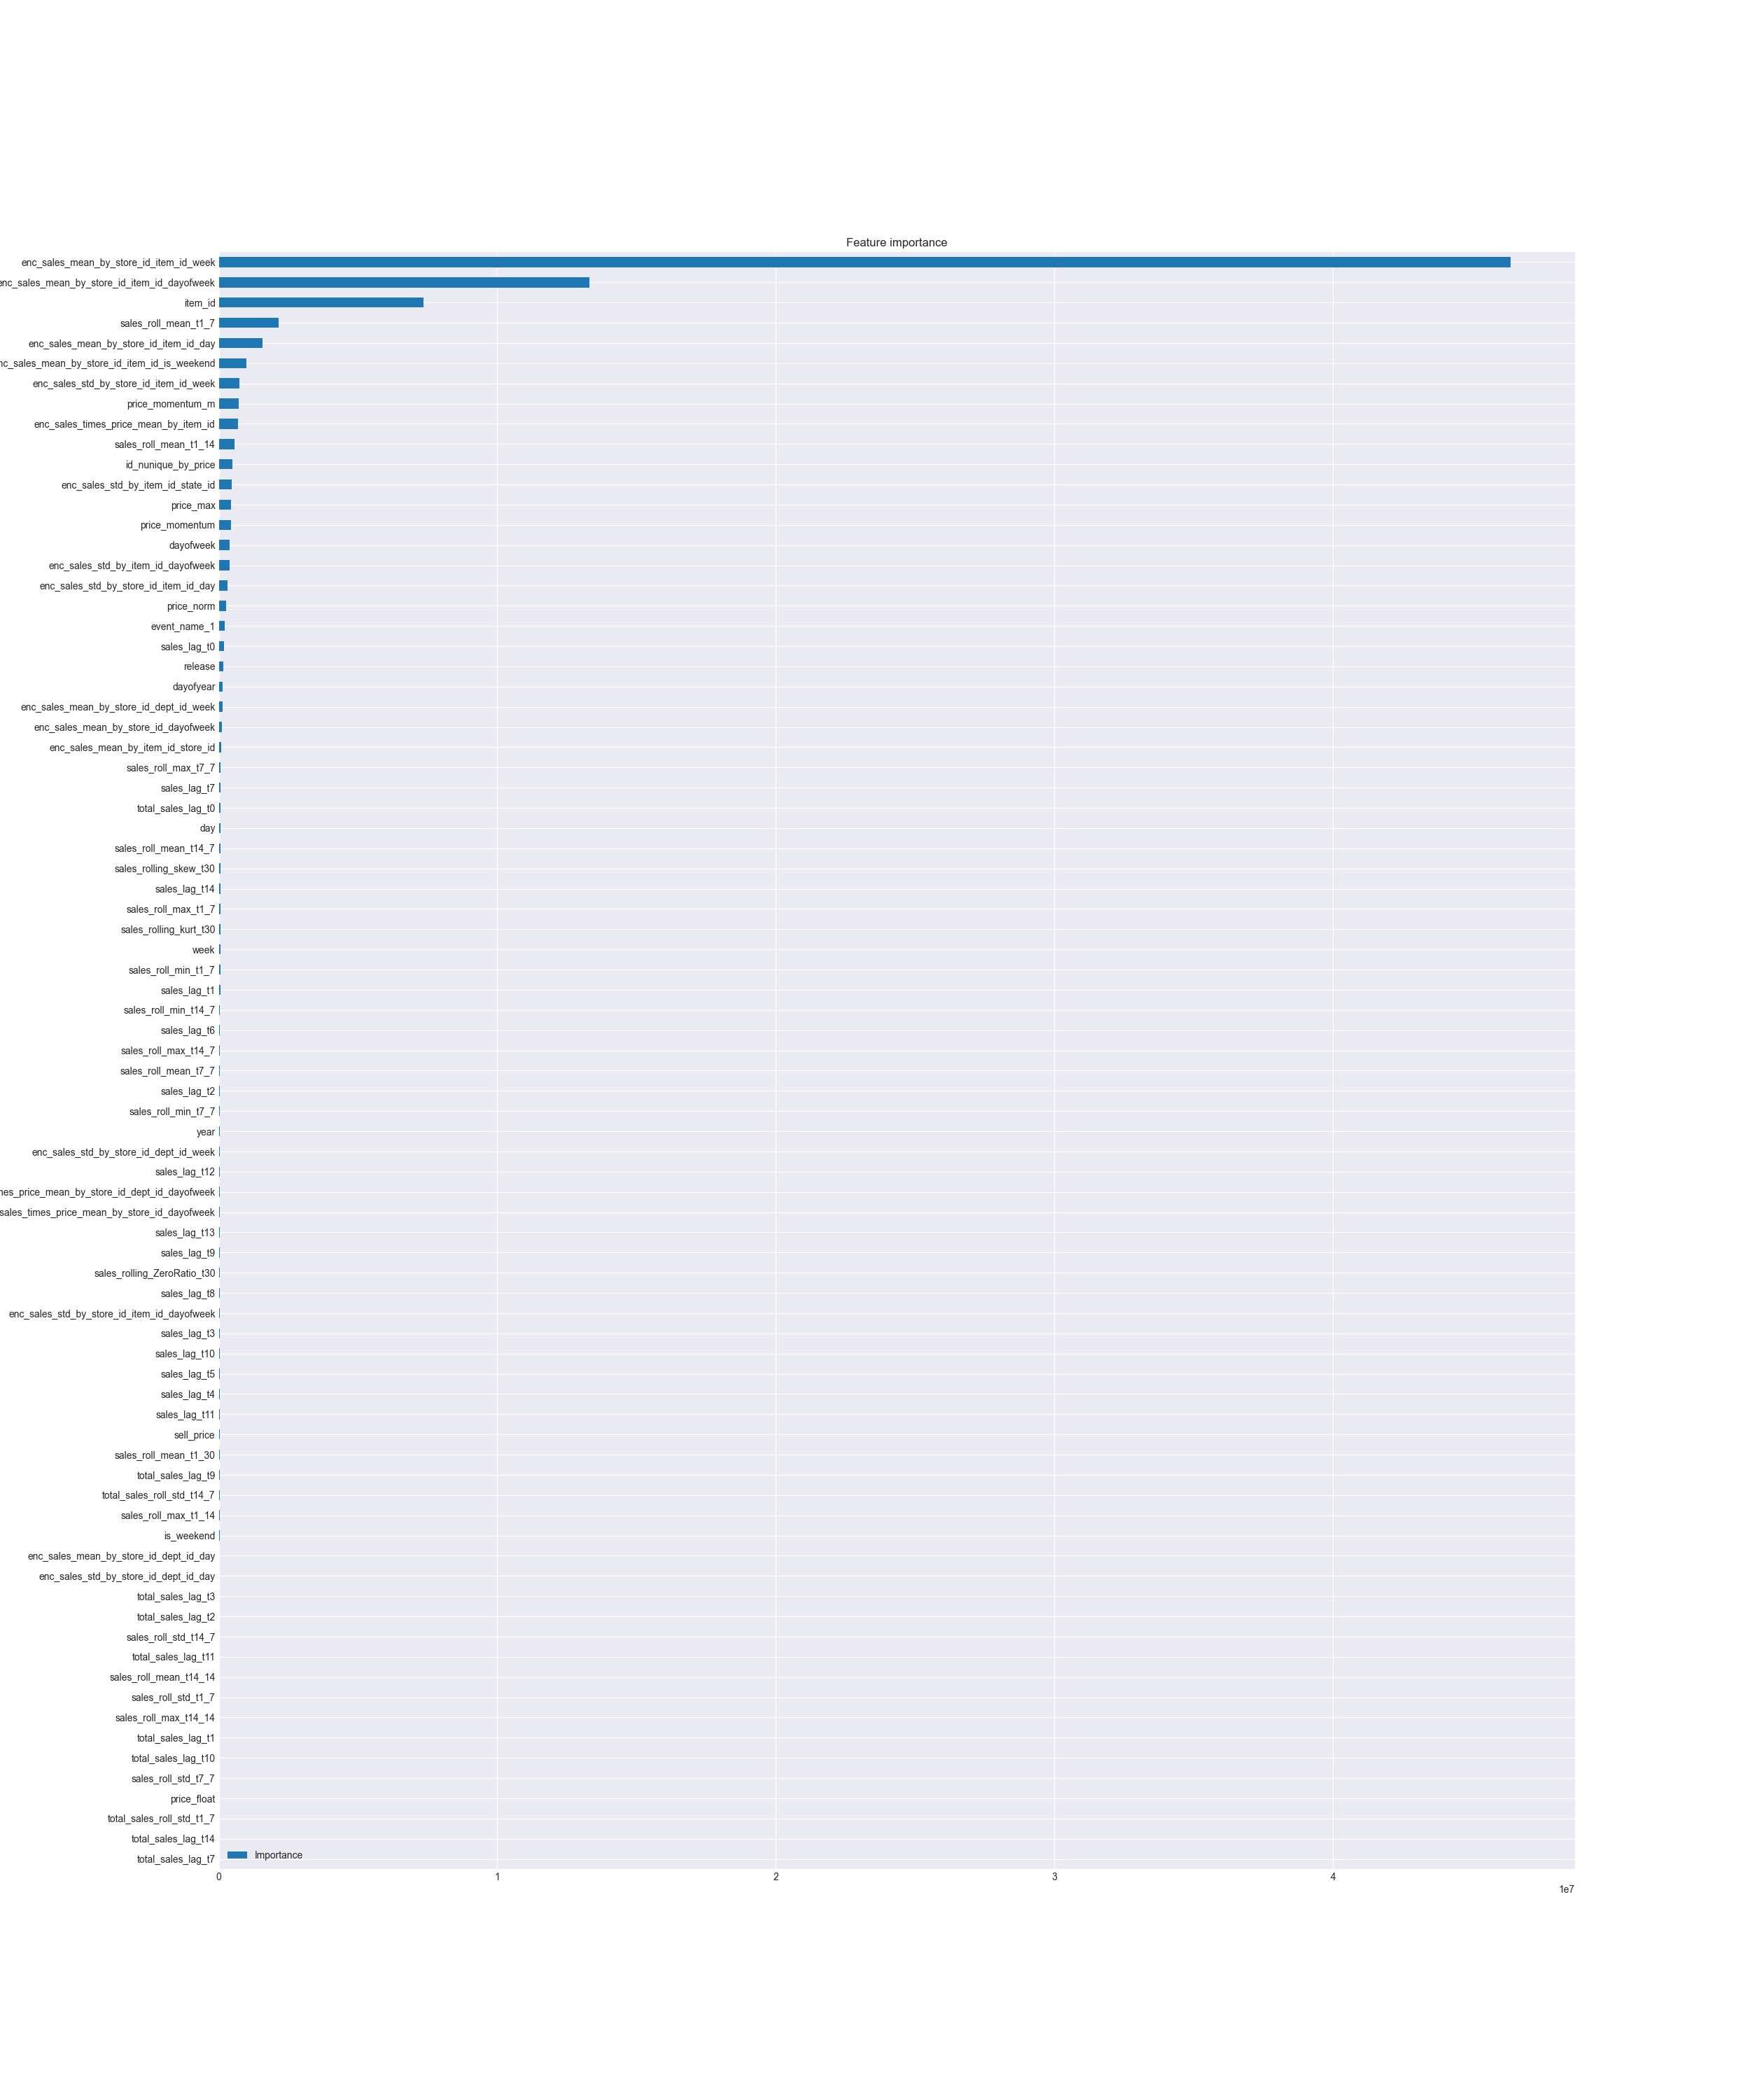 Feature importance
enc_sales_mean_by_store_id_item_id_week
enc_sales_mean_by_store_id_item_id_dayofweek
item_id
sales_roll_mean_t1_7
enc_sales_mean_by_store_id_item_id_day
nc_sales_mean_by_store_id_item_id_is_weekend
enc_sales_std_by_store_id_item_id_week
price_momentum_m
enc_sales_times_price_mean_by_item_id
sales_roll_mean_t1_14
id_nunique_by_price
enc_sales_std_by_item_id_state_id
price_max
price_momentum
dayofweek
enc_sales_std_by_item_id_dayofweek
enc_sales_std_by_store_id_item_id_day
price_norm
event_name_1
sales_lag_t0
release
dayofyear
enc_sales_mean_by_store_id_dept_id_week
enc_sales_mean_by_store_id_dayofweek
enc_sales_mean_by_item_id_store_id
sales_roll_max_t7_7
sales_lag_t7
total_sales_lag_t0
day
sales_roll_mean_t14_7
sales_rolling_skew_t30
sales_lag_t14
sales_roll_max_t1_7
sales_rolling_kurt_t30
week
sales_roll_min_t1_7
sales_lag_t1
sales_roll_min_t14_7
sales_lag_t6
sales_roll_max_t14_7
sales_roll_mean_t7_7
sales_lag_t2
sales_roll_min_t7_7
year
enc_sales_std_by_store_id_dept_id_week
sales_lag_t12
nes_price_mean_by_store_id_dept_id_dayofweek
sales_times_price_mean_by_store_id_dayofweek
sales_lag_t13
sales_lag_t9
sales_rolling_ZeroRatio_t30
sales_lag_t8
enc_sales_std_by_store_id_item_id_dayofweek
sales_lag_t3
sales_lag_t10
sales_lag_t5
sales_lag_t4
sales_lag_t11
sell_price
sales_roll_mean_t1_30
total_sales_lag_t9
total_sales_roll_std_t14_7
sales_roll_max_t1_14
is_weekend
enc_sales_mean_by_store_id_dept_id_day
enc_sales_std_by_store_id_dept_id_day
total_sales_lag_t3
total_sales_lag_t2
sales_roll_std_t14_7
total_sales_lag_t11
sales_roll_mean_t14_14
sales_roll_std_t1_7
sales_roll_max_t14_14
total_sales_lag_t1
total_sales_lag_t10
sales_roll_std_t7_7
price_float
total_sales_roll_std_t1_7
total_sales_lag_t14
total_sales_lag_t7
Importance
0 1 2 3 4
1e7